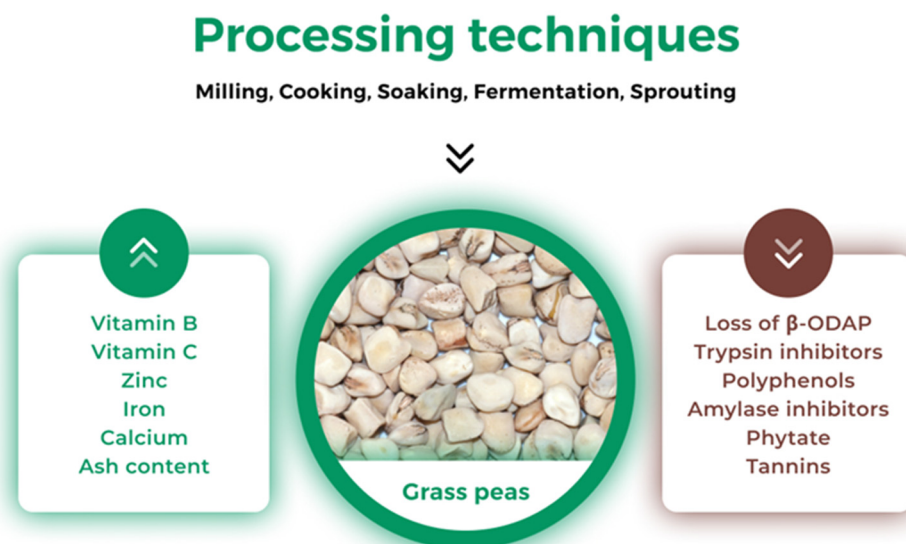 Processing techniques
Milling, Cooking, Soaking, Fermentation, Sprouting
Vitamin B
Vitamin C
Zinc
Iron
Calcium
Ash content
Grass peas
Loss of β-ODAP
Trypsin inhibitors
Polyphenols
Amylase inhibitors
Phytate
Tannins